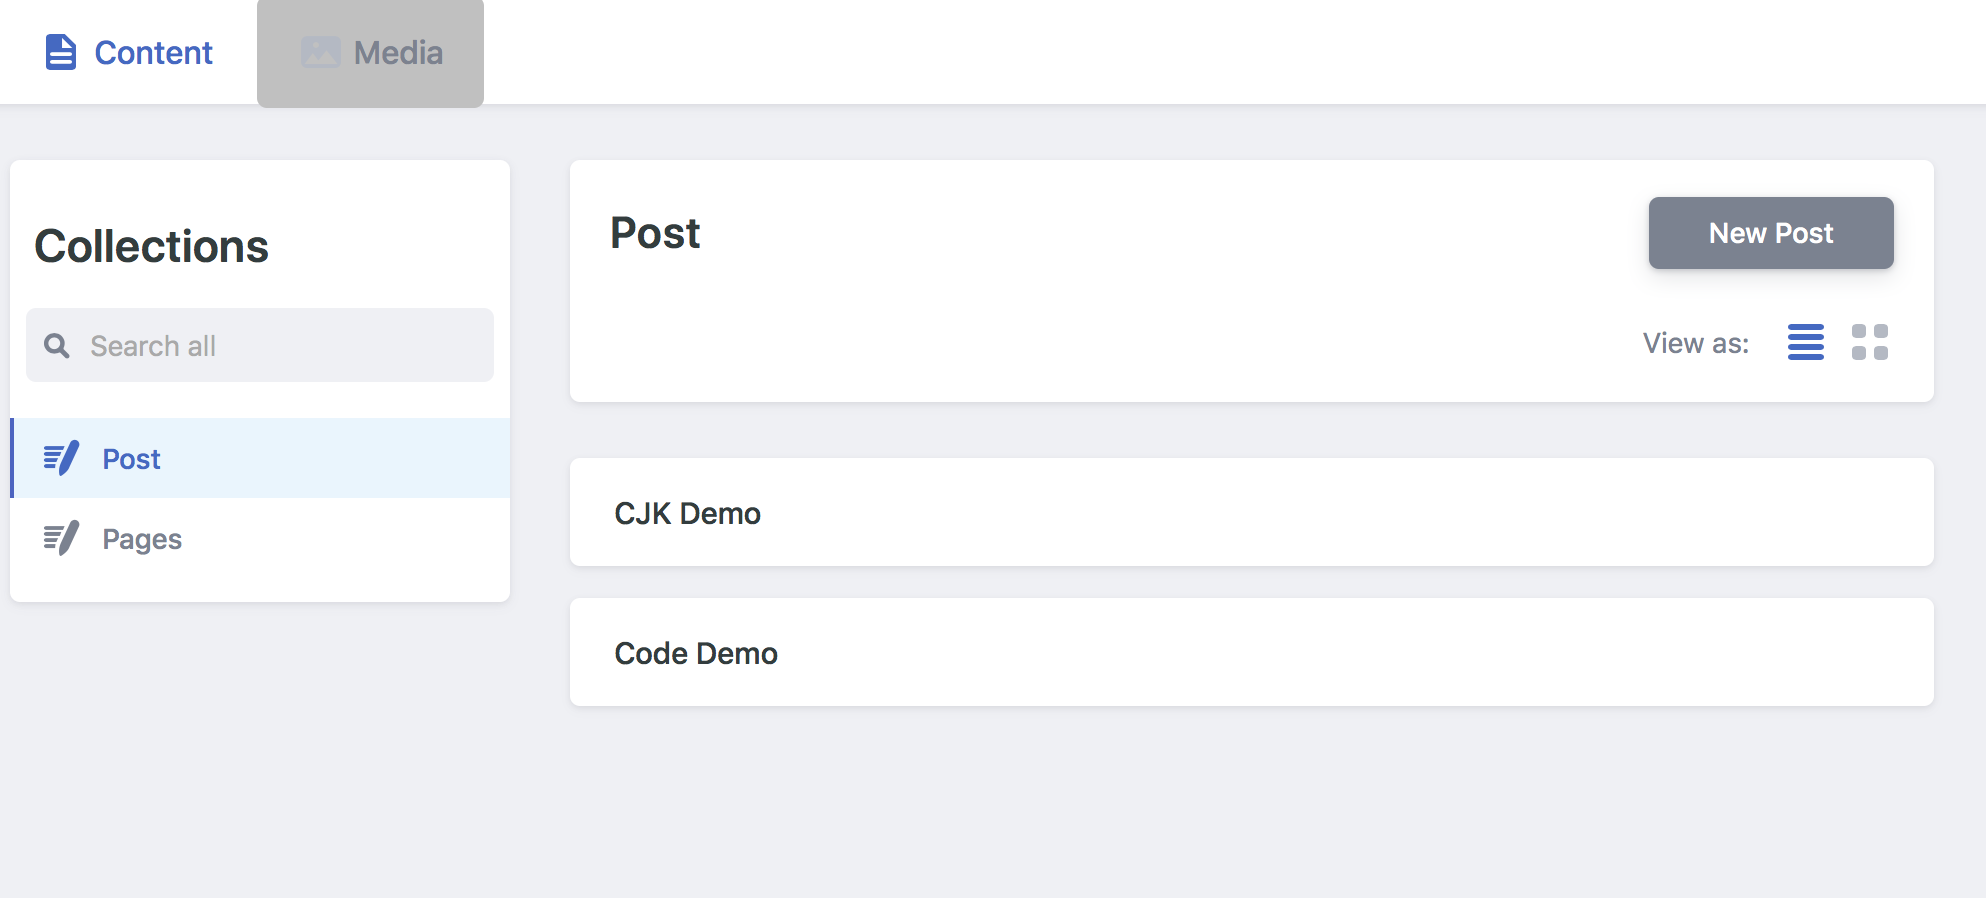 Content
Media
Collections
Search all
Post
Pages
Post
New Post
View as:
CJK Demo
Code Demo